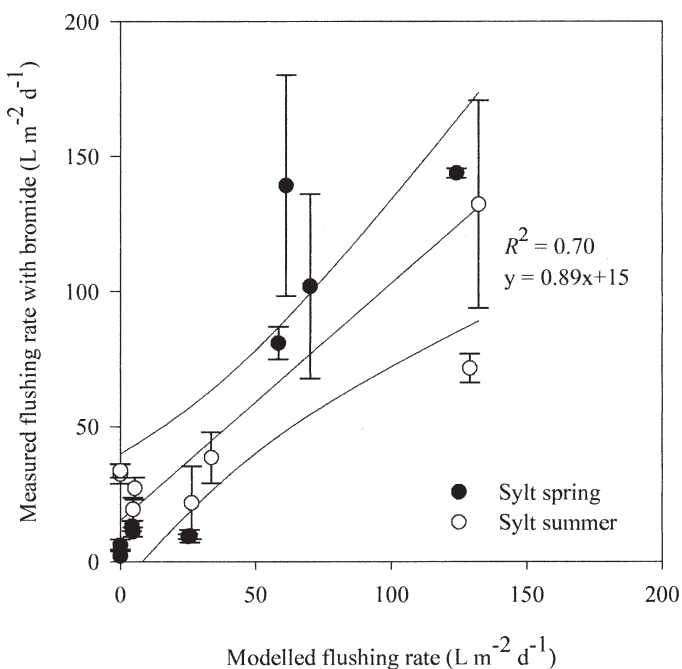 200
150
100
50
0
0
50
100
150
200
Measured flushing rate with bromide (L m⁻² d⁻¹)
Modelled flushing rate (L m⁻² d⁻¹)
R² = 0.70
y = 0.89x+15
Sylt spring
Sylt summer